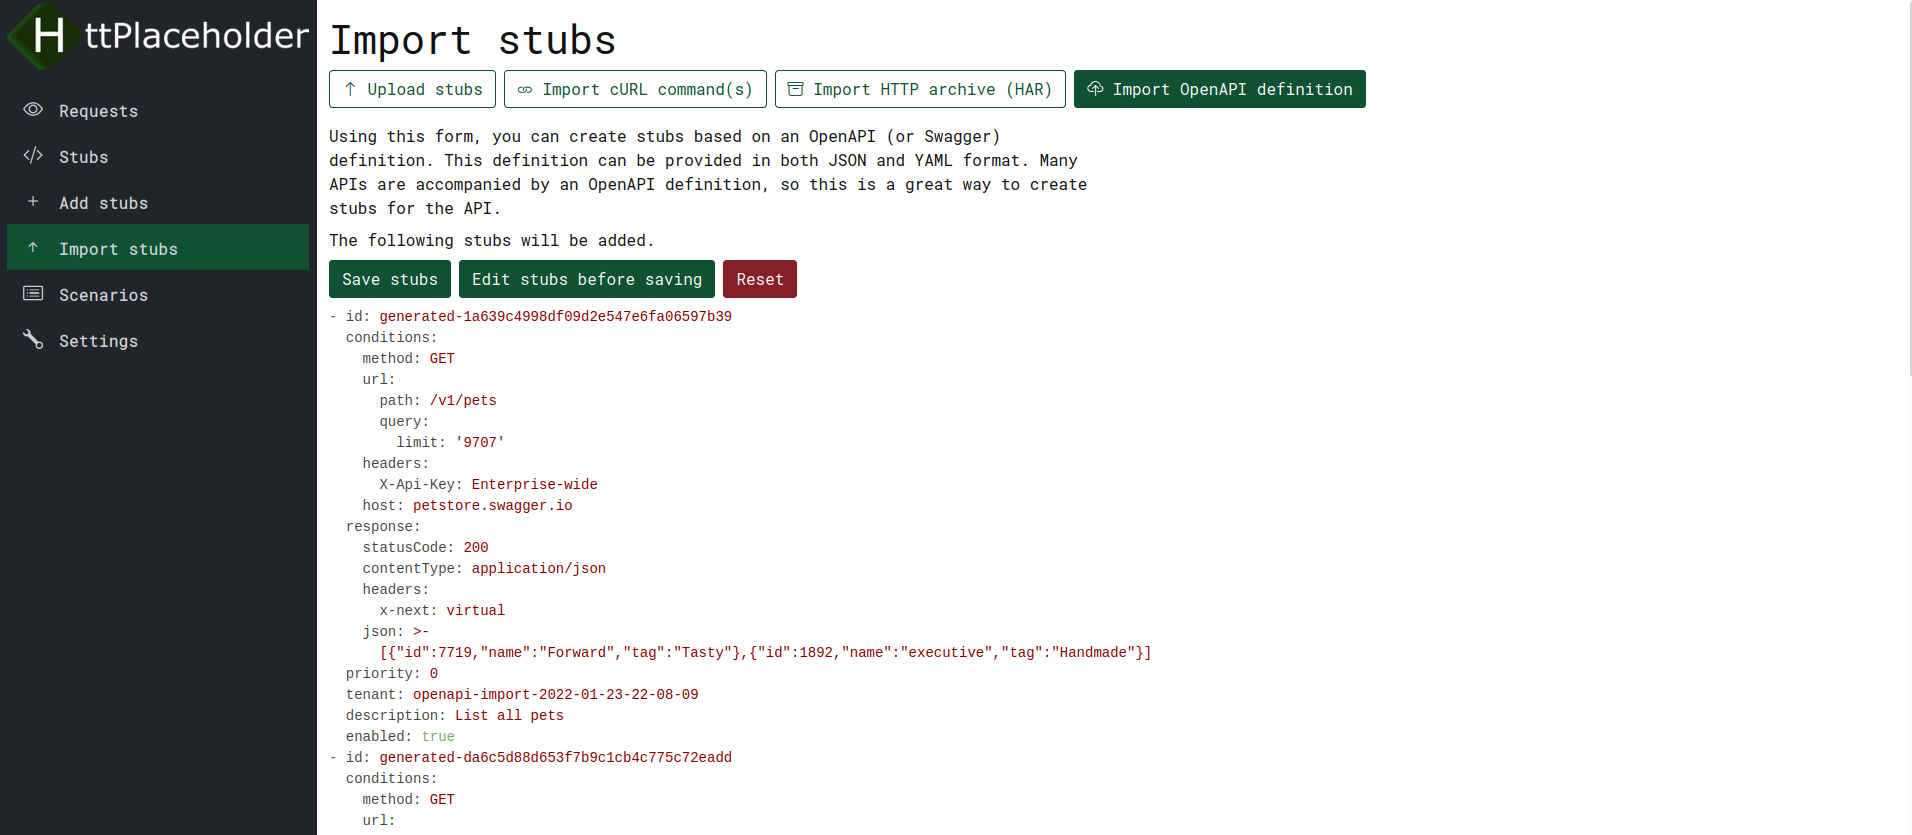 HttPlaceholder
Requests
Stubs
Add stubs
Import stubs
Scenarios
Settings
Import stubs
Upload stubs
Import cURL command(s)
Import HTTP archive (HAR)
Import OpenAPI definition
Using this form, you can create stubs based on an OpenAPI (or Swagger)
definition. This definition can be provided in both JSON and YAML format. Many
APIs are accompanied by an OpenAPI definition, so this is a great way to create
stubs for the API.
The following stubs will be added.
Save stubs
Edit stubs before saving
Reset
- id: generated-1a639c4998df09d2e547e6fa06597b39
conditions:
method: GET
url:
path: /v1/pets
query:
limit: '9707'
headers:
X-Api-Key: Enterprise-wide
host: petstore.swagger.io
response:
statusCode: 200
contentType: application/json
headers:
x-next: virtual
json: >-
[{"id":7719,"name":"Forward","tag":"Tasty"},{"id":1892,"name":"executive","tag":"Handmade"}]
priority: 0
tenant: openapi-import-2022-01-23-22-08-09
description: List all pets
enabled: true
- id: generated-da6c5d88d653f7b9c1cb4c775c72eadd
conditions:
method: GET
url: